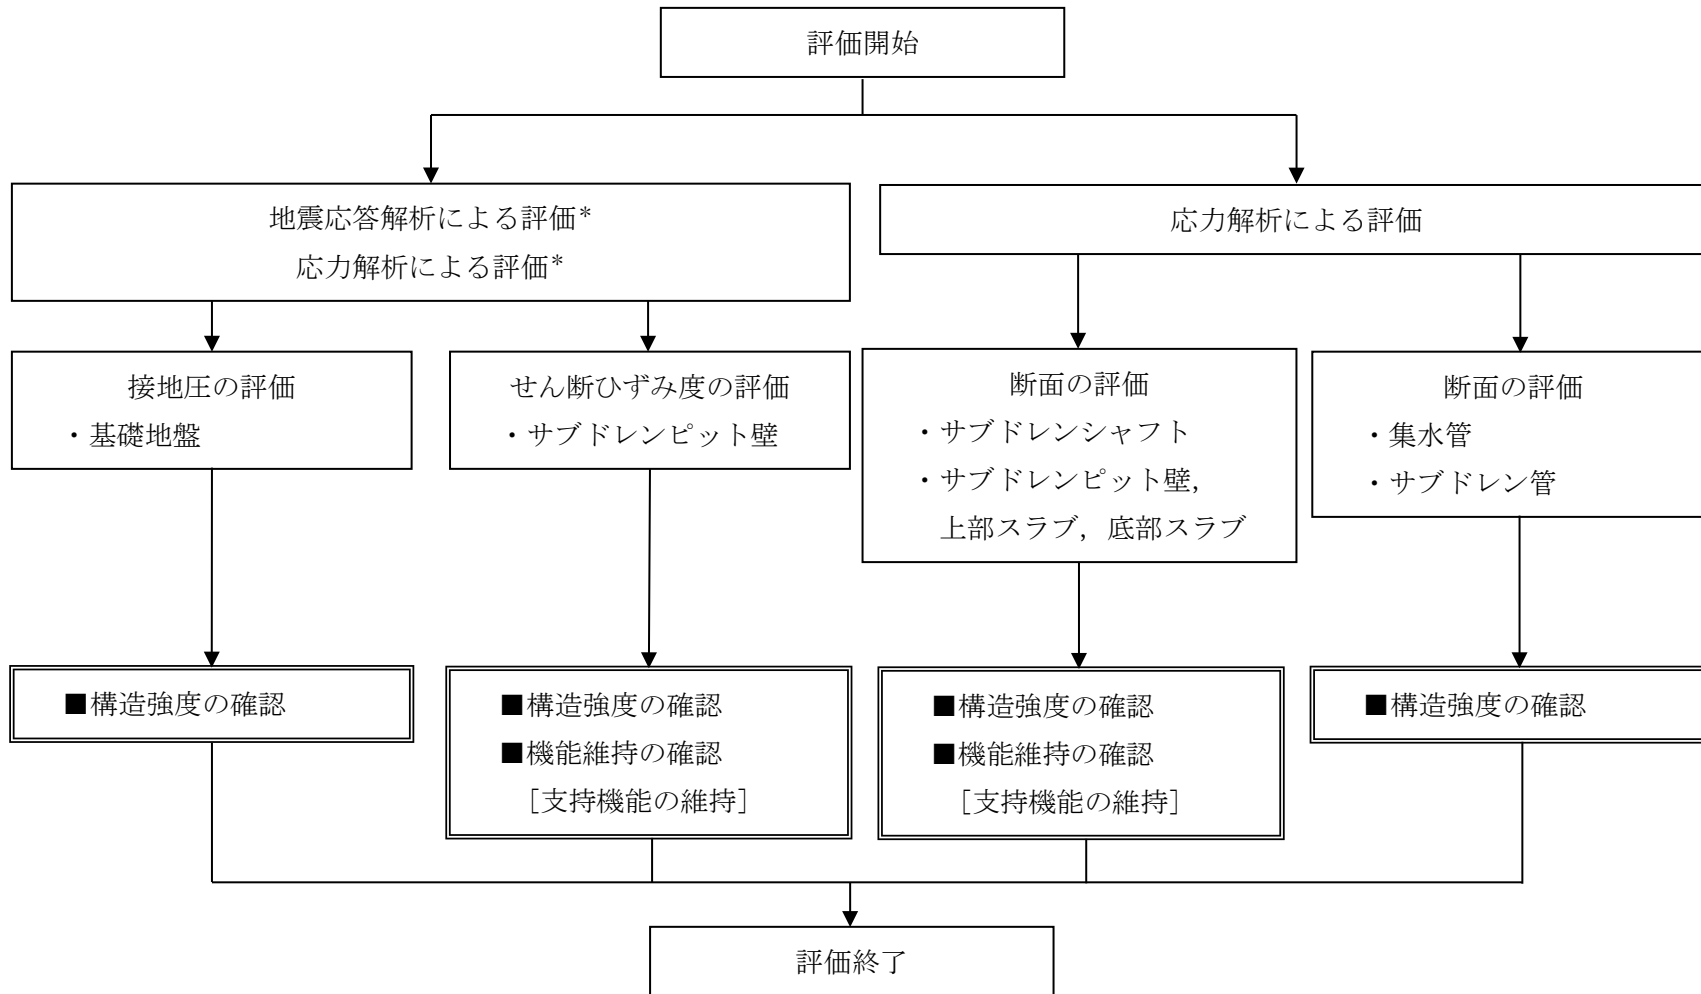 評価開始
地震応答解析による評価*
応力解析による評価*
応力解析による評価
接地圧の評価
・基礎地盤
せん断ひずみ度の評価
・サブドレンピット壁
断面の評価
・サブドレンシャフト
・サブドレンピット壁,
上部スラブ, 底部スラブ
断面の評価
・集水管
・サブドレン管
■構造強度の確認
■構造強度の確認
■機能維持の確認
[支持機能の維持]
■構造強度の確認
■機能維持の確認
[支持機能の維持]
■構造強度の確認
評価終了